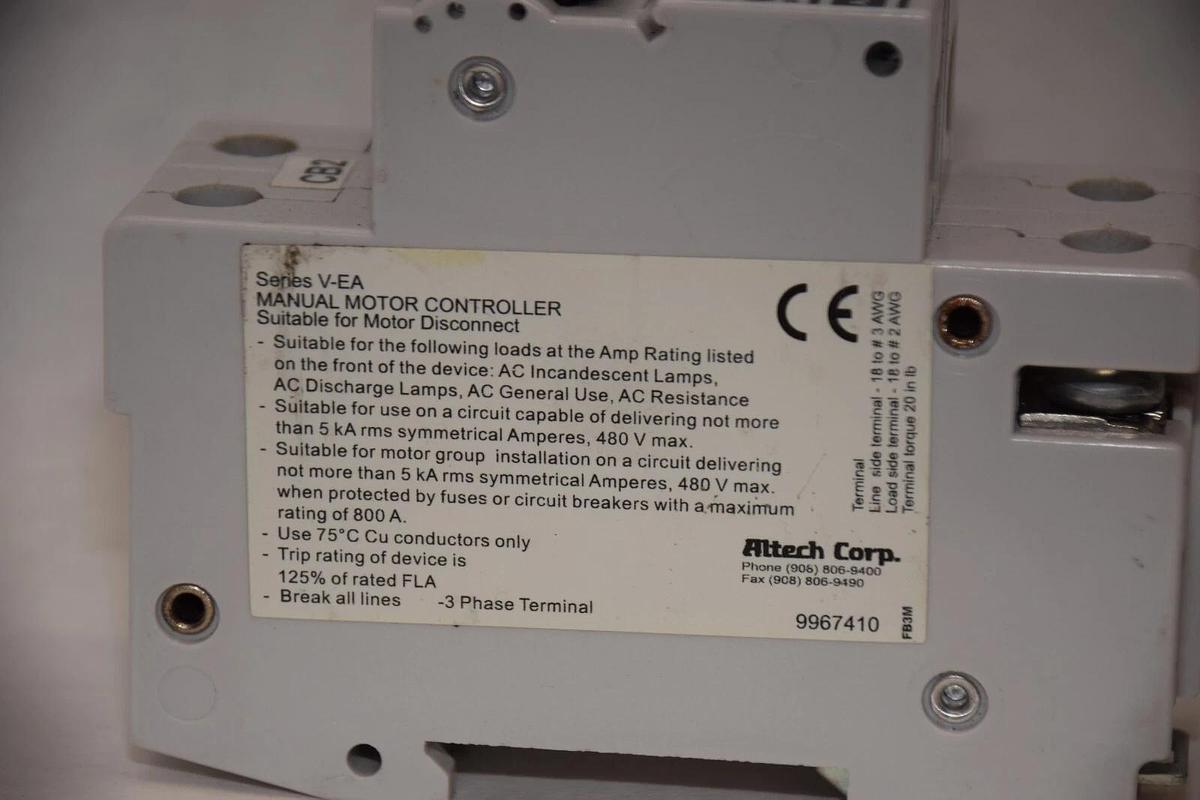 CB2
Series V-EA
MANUAL MOTOR CONTROLLER
Suitable for Motor Disconnect
- Suitable for the following loads at the Amp Rating listed
on the front of the device: AC Incandescent Lamps,
AC Discharge Lamps, AC General Use, AC Resistance
- Suitable for use on a circuit capable of delivering not more
than 5 kA rms symmetrical Amperes, 480 V max.
- Suitable for motor group installation on a circuit delivering
not more than 5 kA rms symmetrical Amperes, 480 V max.
when protected by fuses or circuit breakers with a maximum
rating of 800 A.
- Use 75°C Cu conductors only
- Trip rating of device is
125% of rated FLA
- Break all lines -3 Phase Terminal
CE
Terminal
Line side terminal - 18 to # 3 AWG
Load side terminal - 18 to # 2 AWG
Terminal torque 20 in lb
Altech Corp.
Phone (908) 806-9400
Fax (908) 806-9490
9967410
FB3M